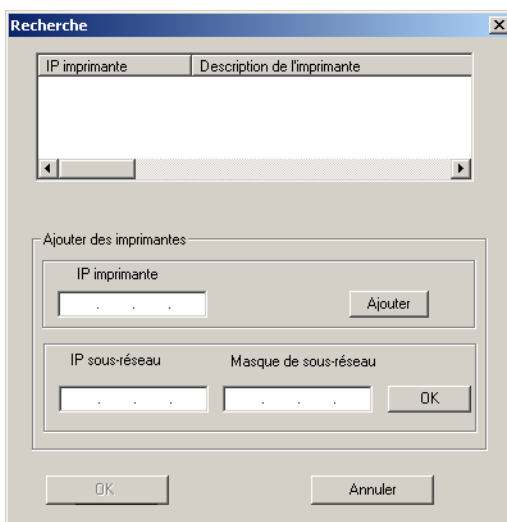 Recherche
IP imprimante Description de l'imprimante
Ajouter des imprimantes
IP imprimante
. . . Ajouter
IP sous-réseau Masque de sous-réseau
. . . . . . OK
OK Annuler